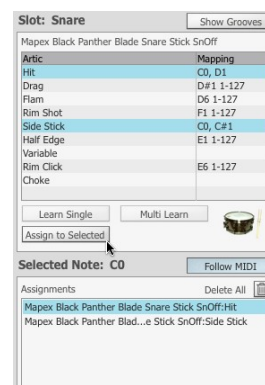 Slot: Snare Show Grooves
Mapex Black Panther Blade Snare Stick SnOff
Artic Mapping
Hit C0, D1
Drag D#1 1-127
Flam D6 1-127
Rim Shot F1 1-127
Side Stick C0, C#1
Half Edge E1 1-127
Variable
Rim Click E6 1-127
Choke
Learn Single Multi Learn
Assign to Selected
Selected Note: C0 Follow MIDI
Assignments Delete All
Mapex Black Panther Blade Snare Stick SnOff:Hit
Mapex Black Panther Blad...e Stick SnOff:Side Stick